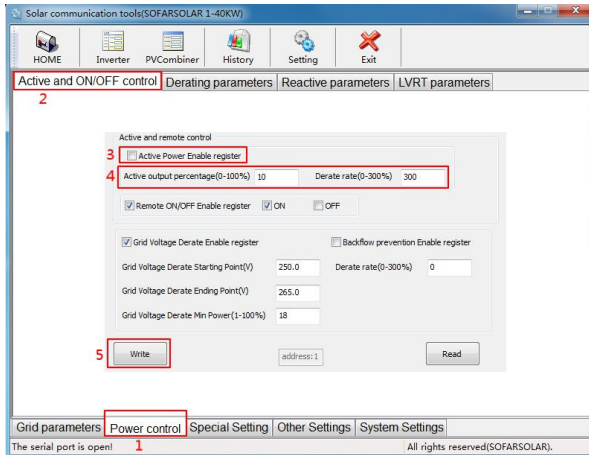 Solar communication tools(SOFARSOLAR 1-40KW)
HOME Inverter PVCombiner History Setting Exit
Active and ON/OFF control Derating parameters Reactive parameters LVRT parameters
2
Active and remote control
3 Active Power Enable register
4 Active output percentage(0-100%) 10 Derate rate(0-300%) 300
Remote ON/OFF Enable register ON OFF
Grid Voltage Derate Enable register Backflow prevention Enable register
Grid Voltage Derate Starting Point(V) 250.0 Derate rate(0-300%) 0
Grid Voltage Derate Ending Point(V) 265.0
Grid Voltage Derate Min Power(1-100%) 18
5 Write address:1 Read
Grid parameters Power control Special Setting Other Settings System Settings
1
The serial port is open! All rights reserved(SOFARSOLAR).